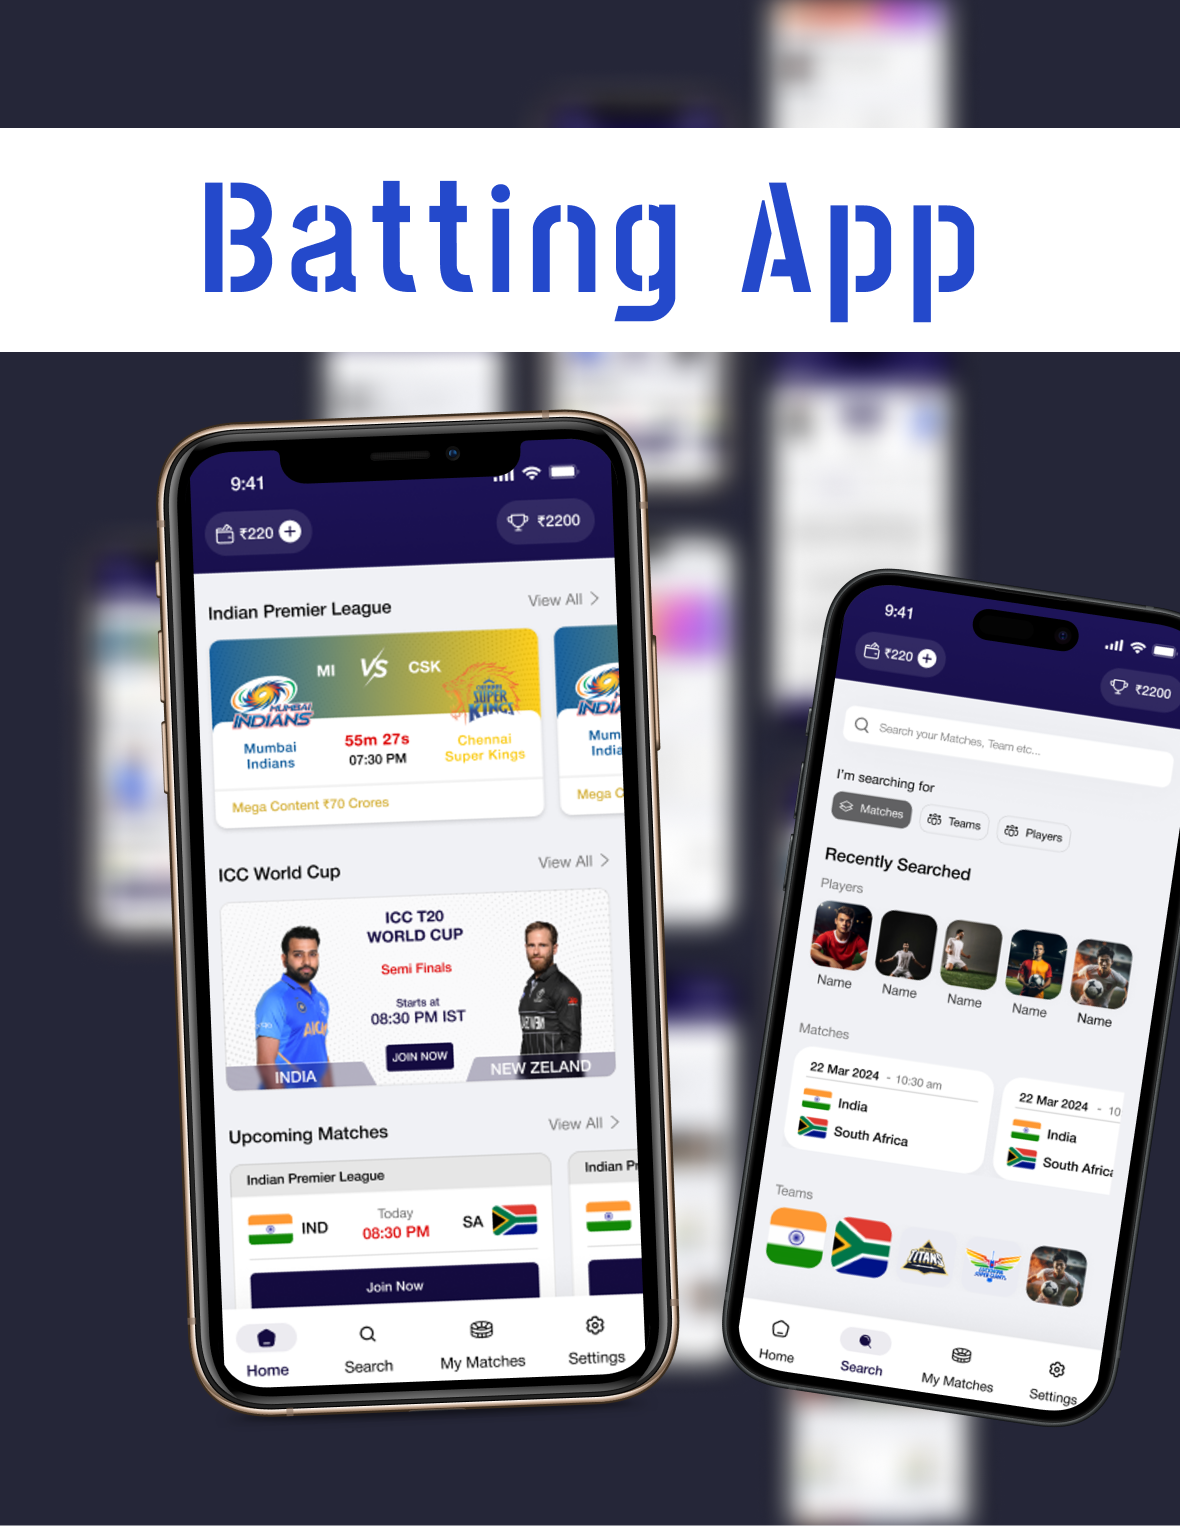 Batting App
9:41
₹220
₹2200
Indian Premier League
View All
MI VS CSK
MUMBAI
INDIANS
CHENNAI
SUPER
KINGS
Mumbai
Indians
55m 27s
07:30 PM
Chennai
Super Kings
Mega Content ₹70 Crores
INDIA
Mum
India
Mega C
ICC World Cup
View All
ICC T20
WORLD CUP
Semi Finals
Starts at
08:30 PM IST
JOIN NOW
INDIA
NEW ZELAND
Upcoming Matches
View All
Indian Premier League
IND
Today
08:30 PM
SA
Join Now
Indian Pr
Home
Search
My Matches
Settings
9:41
₹220
₹2200
Search your Matches, Team etc...
I'm searching for
Matches
Teams
Players
Recently Searched
Players
Name
Name
Name
Name
Name
Matches
22 Mar 2024 - 10:30 am
India
South Africa
22 Mar 2024 - 10
India
South Africa
Teams
TITANS
Home
Search
My Matches
Settings